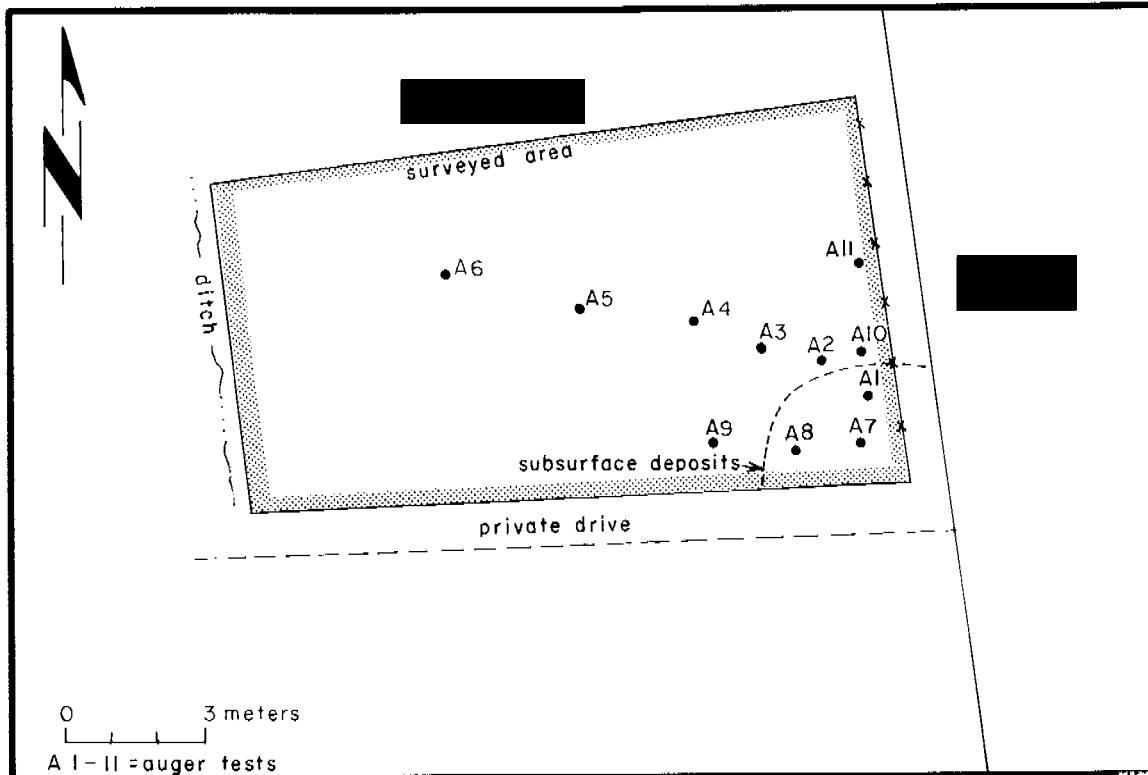 N
surveyed area
A11
ditch
A6
A5
A4
A3
A2
A10
A1
A9
A8
A7
subsurface deposits
private drive
0 3 meters
A 1-11 = auger tests